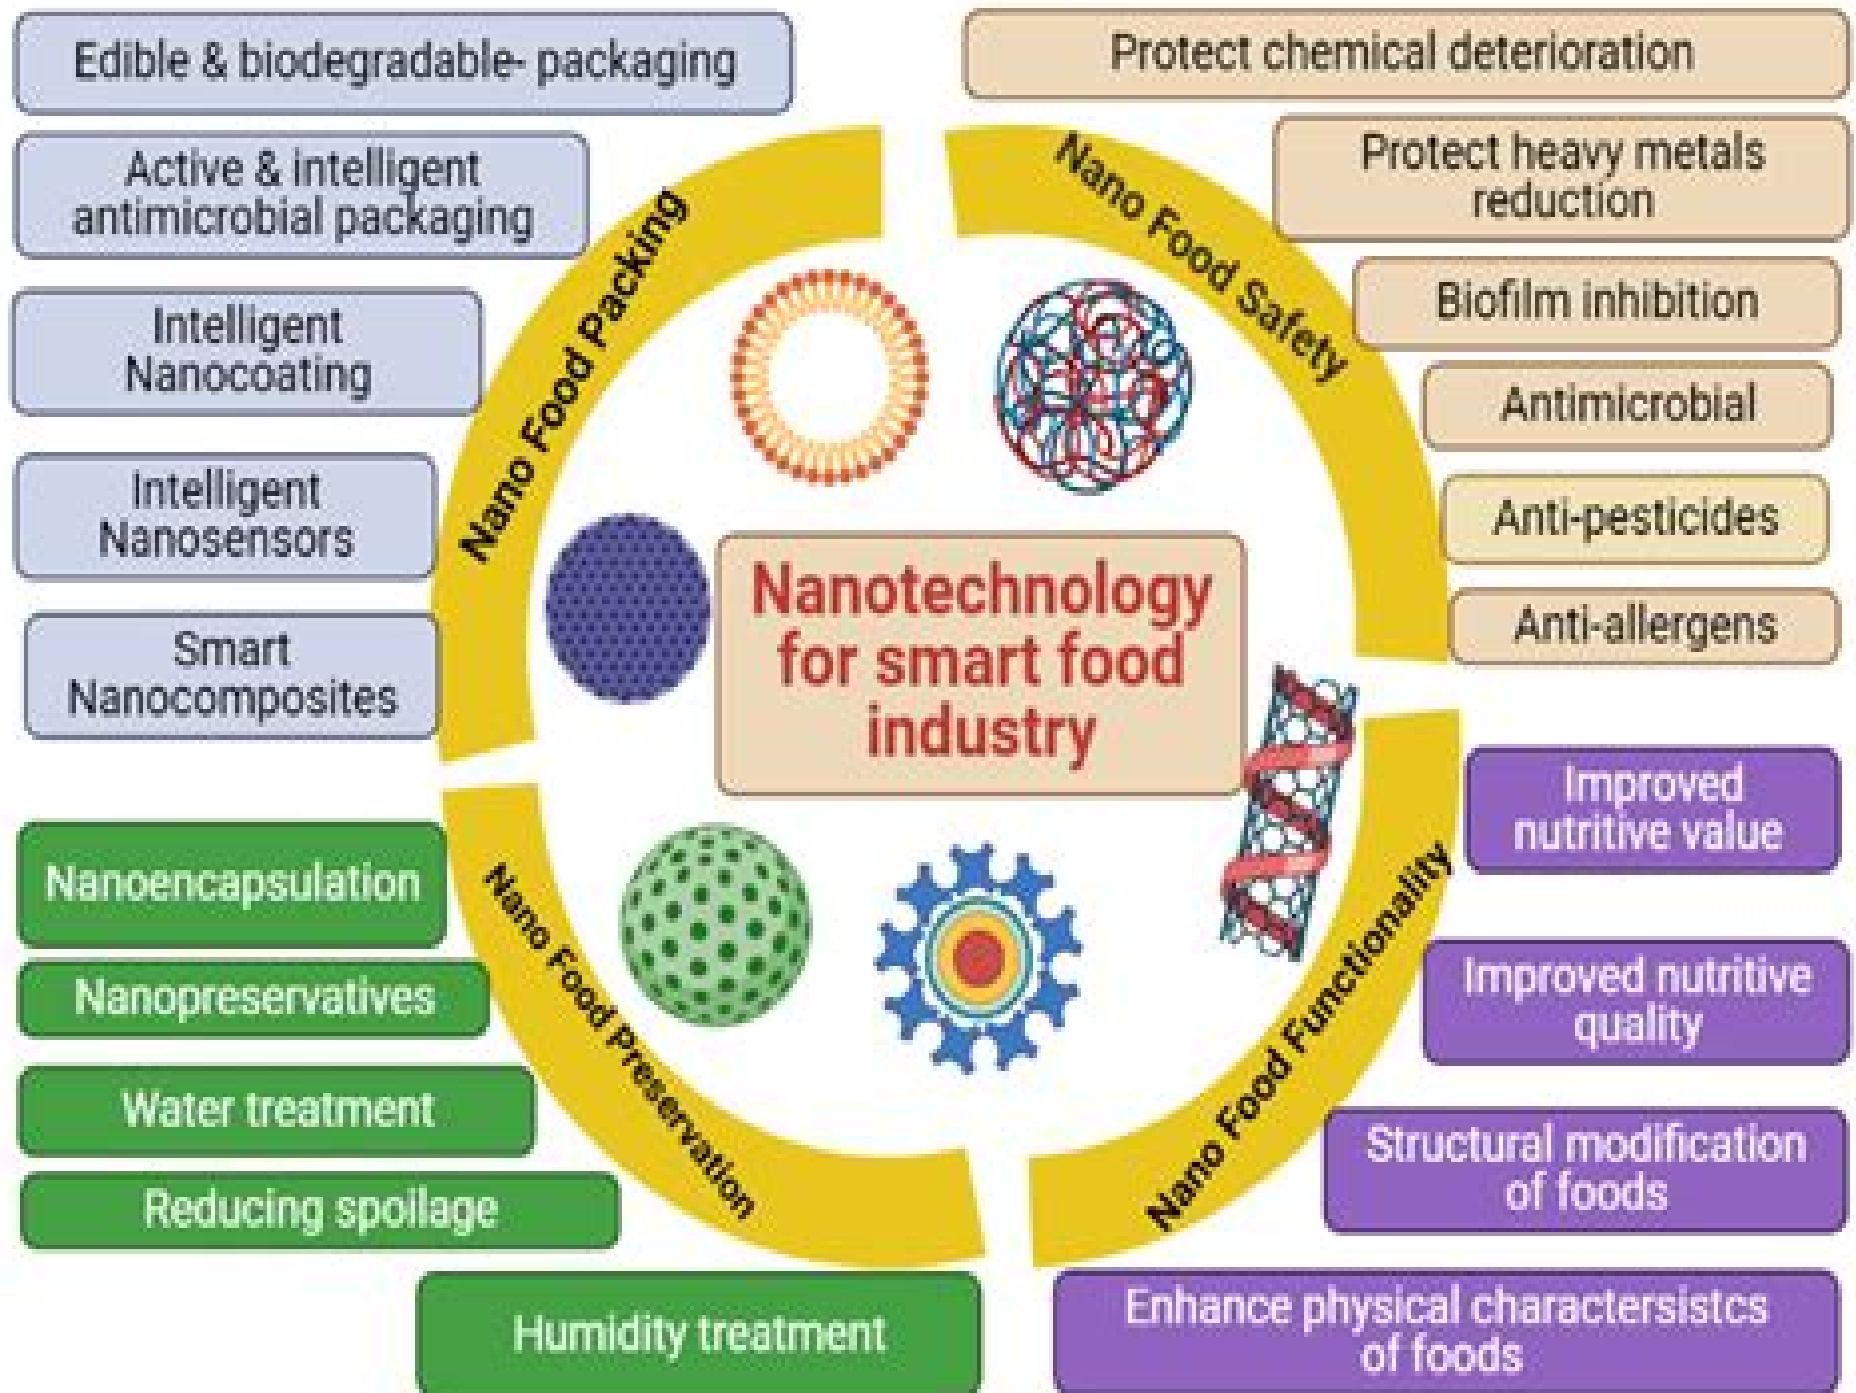 Edible & biodegradable- packaging
Active & intelligent
antimicrobial packaging
Intelligent
Nanocoating
Intelligent
Nanosensors
Smart
Nanocomposites
Nano Food Packing
Protect chemical deterioration
Protect heavy metals
reduction
Biofilm inhibition
Antimicrobial
Anti-pesticides
Anti-allergens
Nano Food Safety
Nanotechnology
for smart food
industry
Nanoencapsulation
Nanopreservatives
Water treatment
Reducing spoilage
Humidity treatment
Nano Food Preservation
Improved
nutritive value
Improved nutritive
quality
Structural modification
of foods
Enhance physical charactersistcs
of foods
Nano Food Functionality